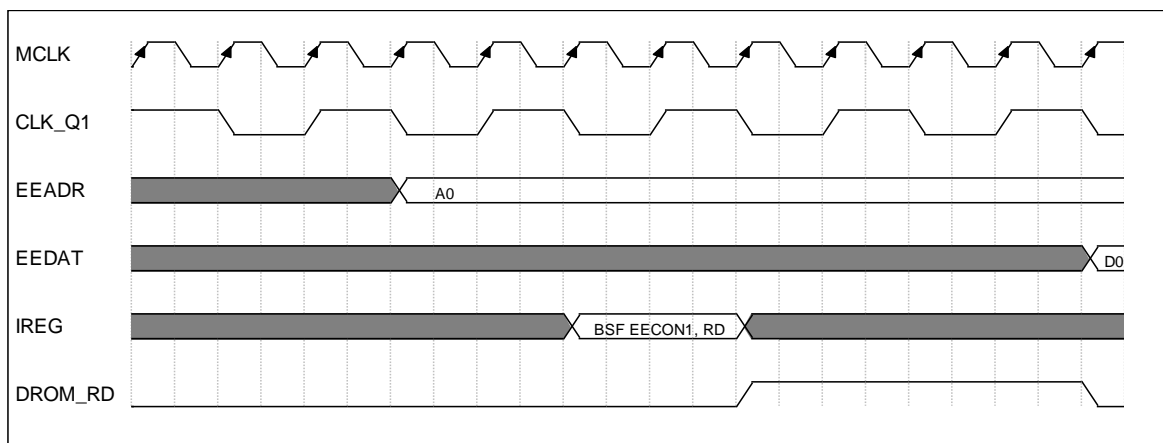 MCLK
CLK_Q1
EEADR
A0
EEDAT
D0
IREG
BSF EECON1, RD
DROM_RD